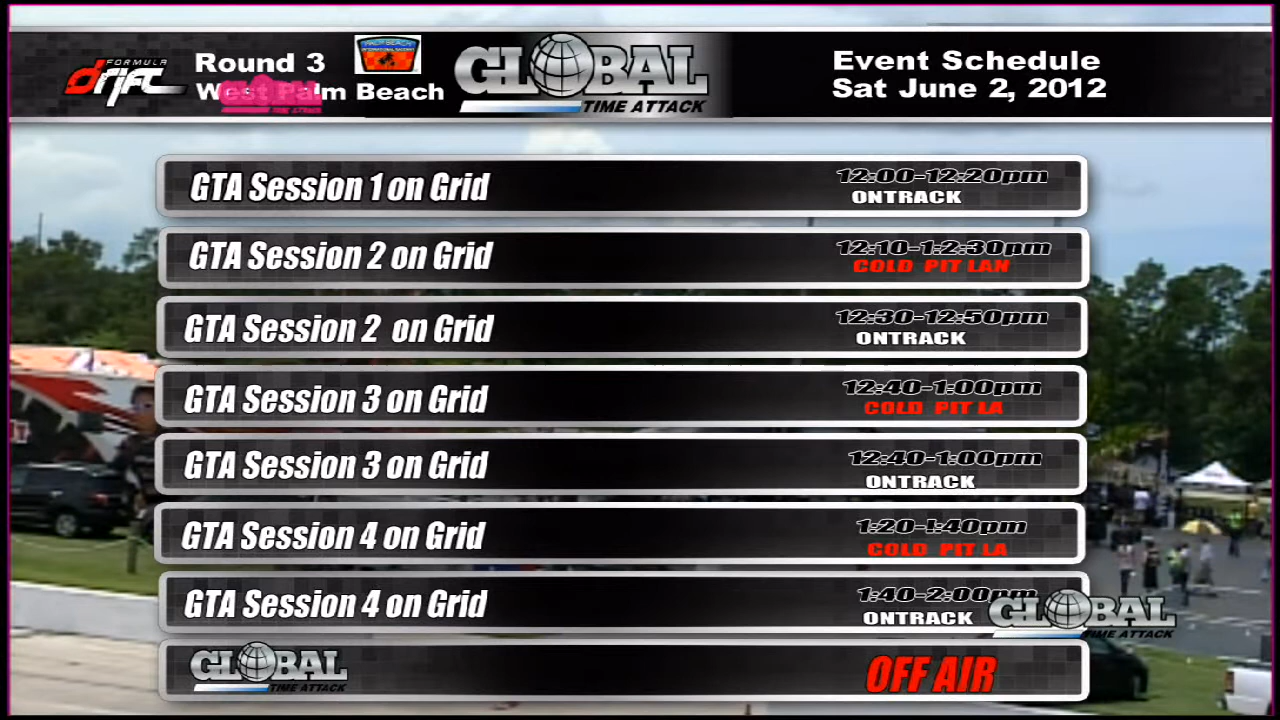 FORMULA
DRIFT
Round 3
West Palm Beach
PALM BEACH
GLOBAL
TIME ATTACK
Event Schedule
Sat June 2, 2012
GTA Session 1 on Grid
12:00-12:20pm
ONTRACK
GTA Session 2 on Grid
12:10-1:2:30pm
COLD PIT LAN
GTA Session 2 on Grid
12:30-12:50pm
ONTRACK
GTA Session 3 on Grid
12:40-1:00pm
COLD PIT LA
GTA Session 3 on Grid
12:40-1:00pm
ONTRACK
GTA Session 4 on Grid
1:20-1:40pm
COLD PIT LA
GTA Session 4 on Grid
1:40-2:00pm
ONTRACK
GLOBAL
TIME ATTACK
GLOBAL
TIME ATTACK
OFF AIR